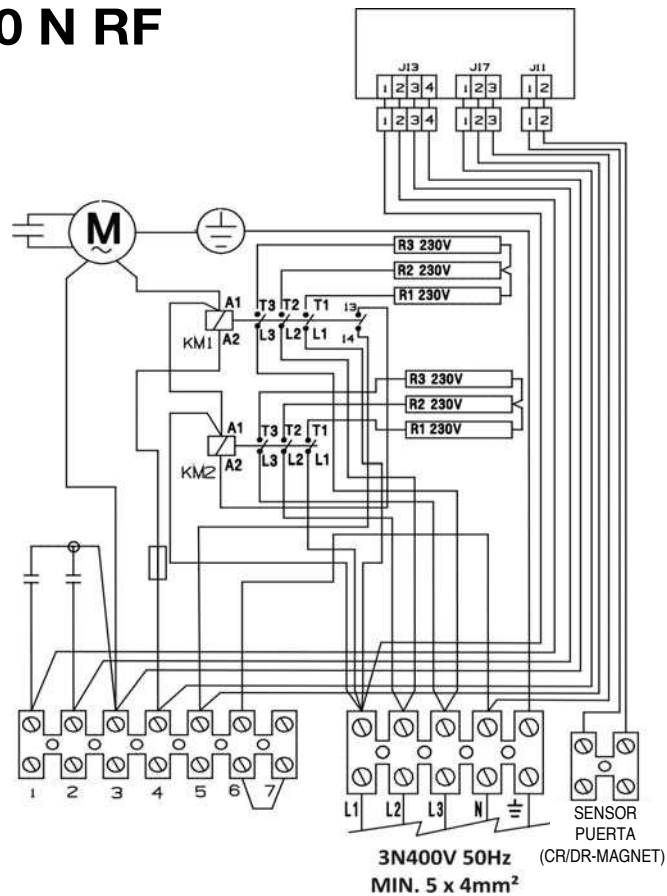 0 N RF
J13 J17 J11
1 2 3 4 1 2 3 1 2
1 2 3 4 1 2 3 1 2
M
R3 230V
R2 230V
R1 230V
A1 T3 T2 T1 13
KM1 A2 L3 L2 L1 14
R3 230V
R2 230V
R1 230V
A1 T3 T2 T1
KM2 A2 L3 L2 L1
1 2 3 4 5 6 7
L1 L2 L3 N
SENSOR
PUERTA
(CR/DR-MAGNET)
3N400V 50Hz
MIN. 5 x 4mm²